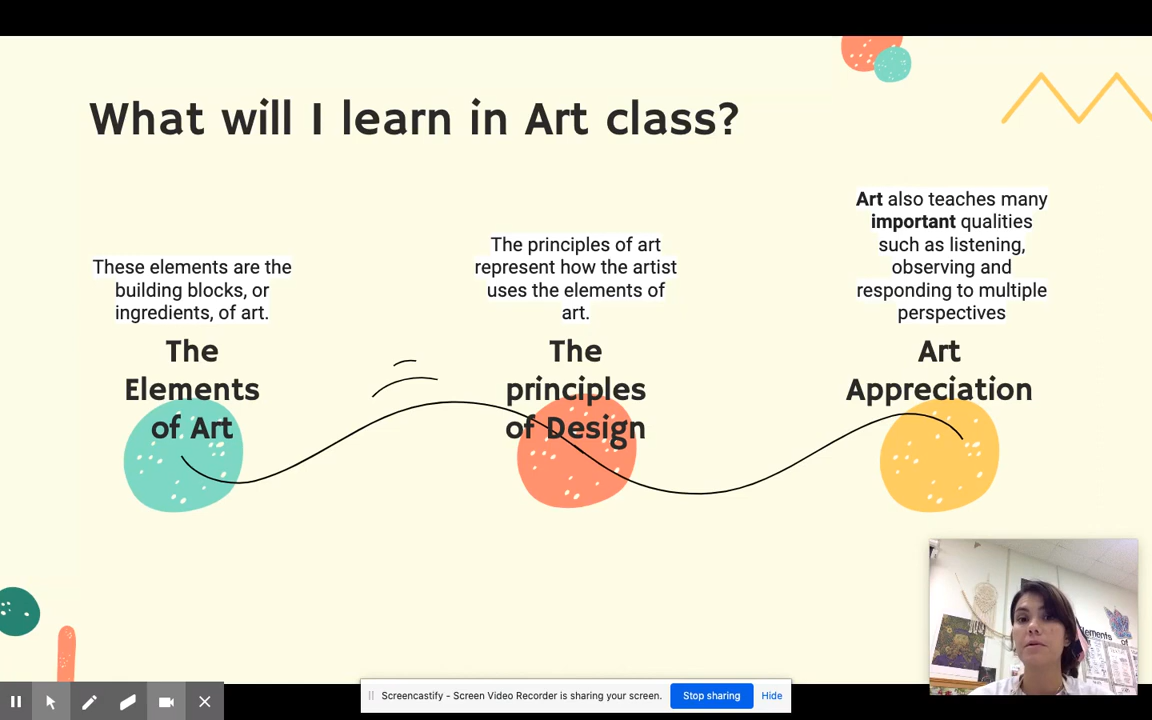 What will I learn in Art class?
These elements are the
building blocks, or
ingredients, of art.
The
Elements
of Art
The principles of art
represent how the artist
uses the elements of
art.
The
principles
of Design
Art also teaches many
important qualities
such as listening,
observing and
responding to multiple
perspectives
Art
Appreciation
Screencastify - Screen Video Recorder is sharing your screen.
Stop sharing
Hide